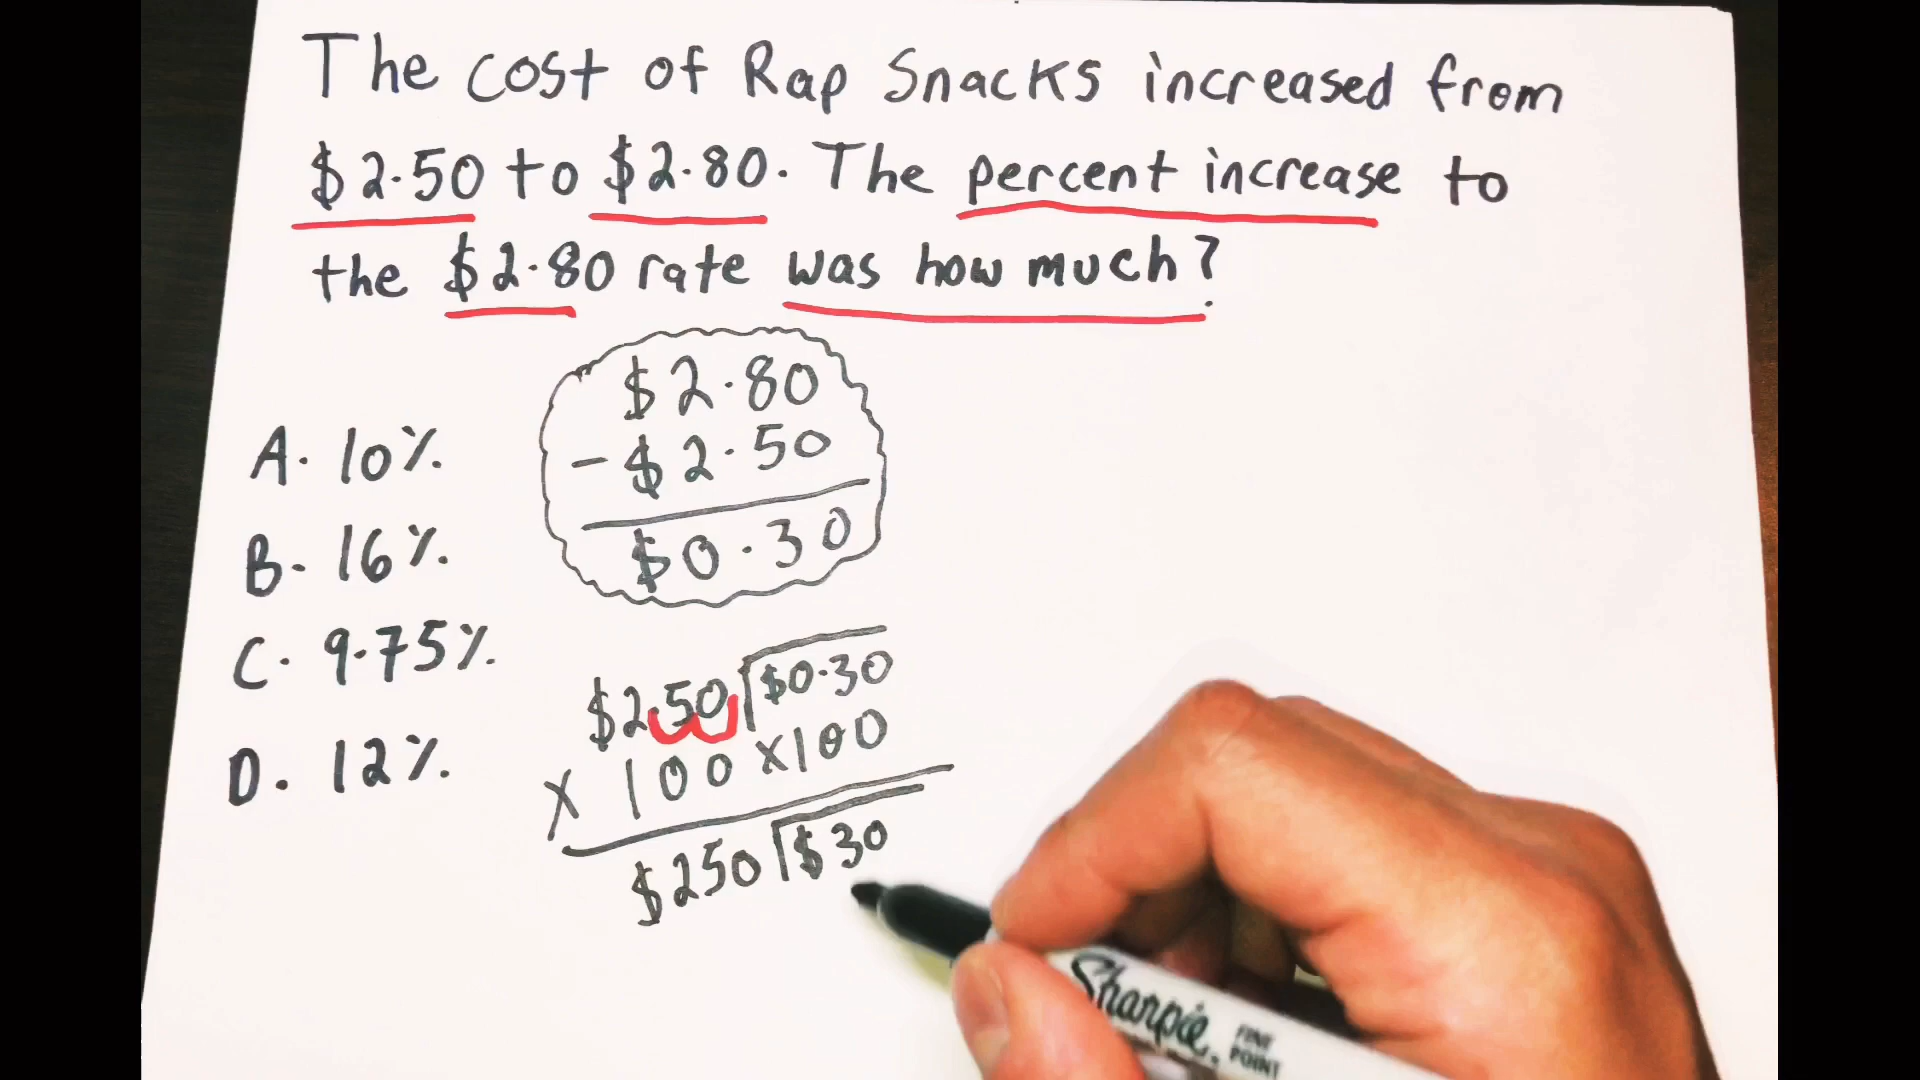 The cost of Rap Snacks increased from
$2.50 to $2.80. The percent increase to
the $2.80 rate was how much?
A. 10%.
B. 16%.
C. 9.75%.
D. 12%.
$2.80
- $2.50
$0.30
$2.50 $0.30
x 100 x100
$250 $30
Sharpie.
FINE
POINT